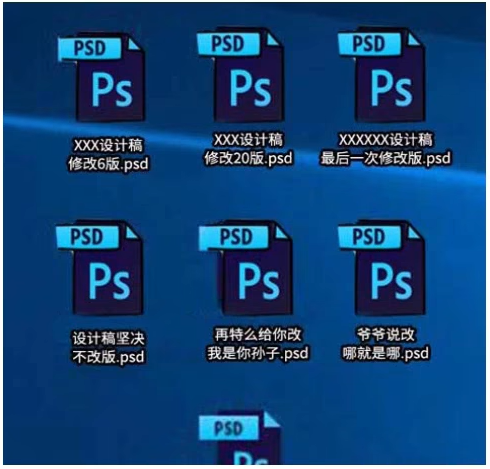 PSD
Ps
XXX设计稿
修改6版.psd
PSD
Ps
XXX设计稿
修改20版.psd
PSD
Ps
XXXXXX设计稿
最后一次修改版.psd
PSD
Ps
设计稿坚决
不改版.psd
PSD
Ps
再特么给你改
我是你孙子.psd
PSD
Ps
爷爷说改
哪就是哪.psd
PSD
Ps